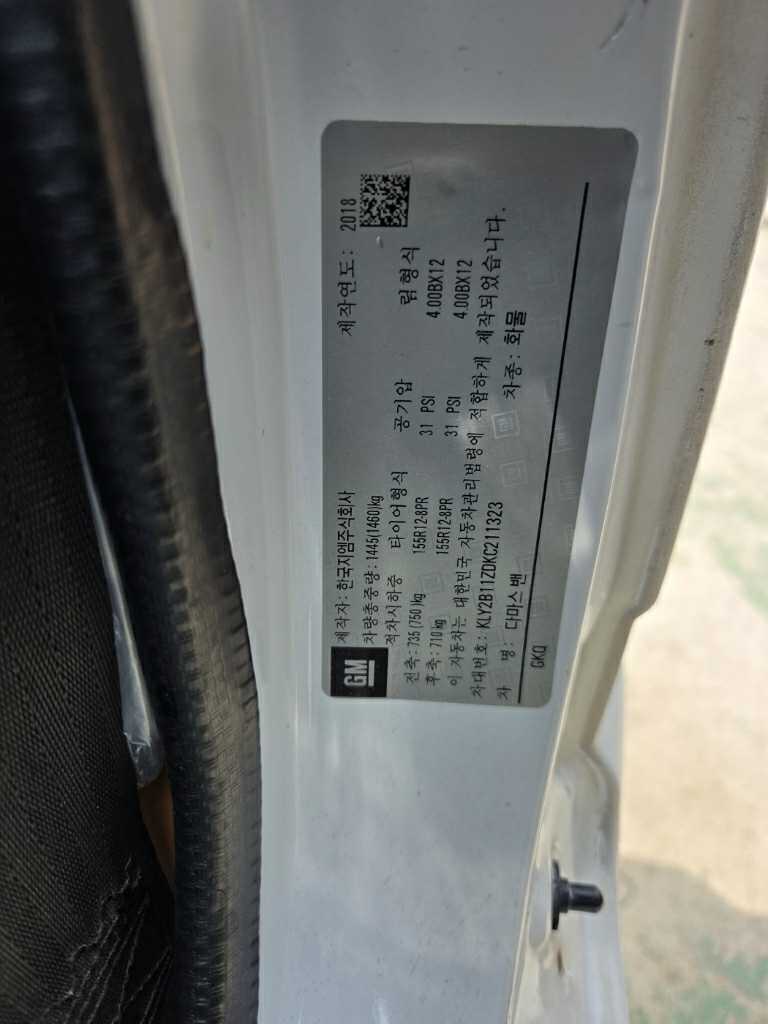 GM
제작자: 한국지엠주식회사 제작연도: 2018
차량총중량: 1445(1460)kg
적차시하중 타이어형식 공기압 림형식
전축: 735(750)kg 155R12-8PR 31 PSI 4.00BX12
후축: 710kg 155R12-8PR 31 PSI 4.00BX12
이 자동차는 대한민국 자동차관리법령에 적합하게 제작되었습니다.
차대번호: KLY2B11ZDKC211323
차 명: 다마스밴 차종: 화물
GKQ